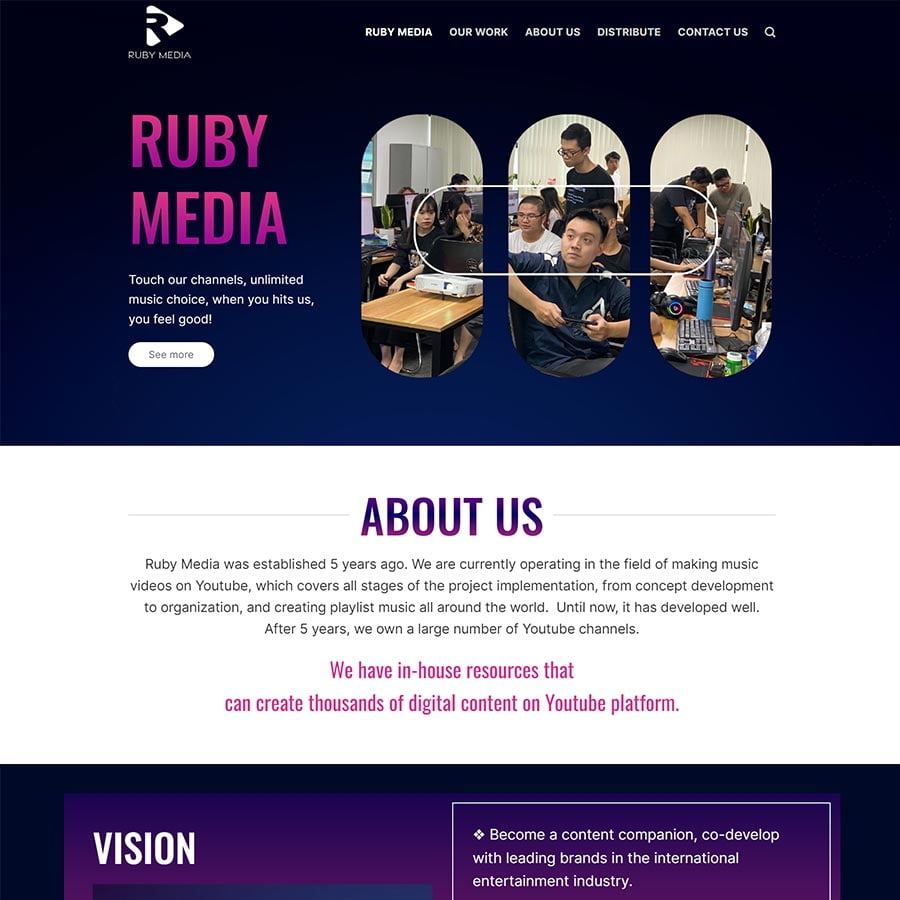 RUBY MEDIA
RUBY MEDIA OUR WORK ABOUT US DISTRIBUTE CONTACT US
RUBY
MEDIA
Touch our channels, unlimited
music choice, when you hits us,
you feel good!
See more
ABOUT US
Ruby Media was established 5 years ago. We are currently operating in the field of making music
videos on Youtube, which covers all stages of the project implementation, from concept development
to organization, and creating playlist music all around the world. Until now, it has developed well.
After 5 years, we own a large number of Youtube channels.
We have in-house resources that
can create thousands of digital content on Youtube platform.
VISION
❖ Become a content companion, co-develop
with leading brands in the international
entertainment industry.